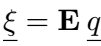 ξ = E q